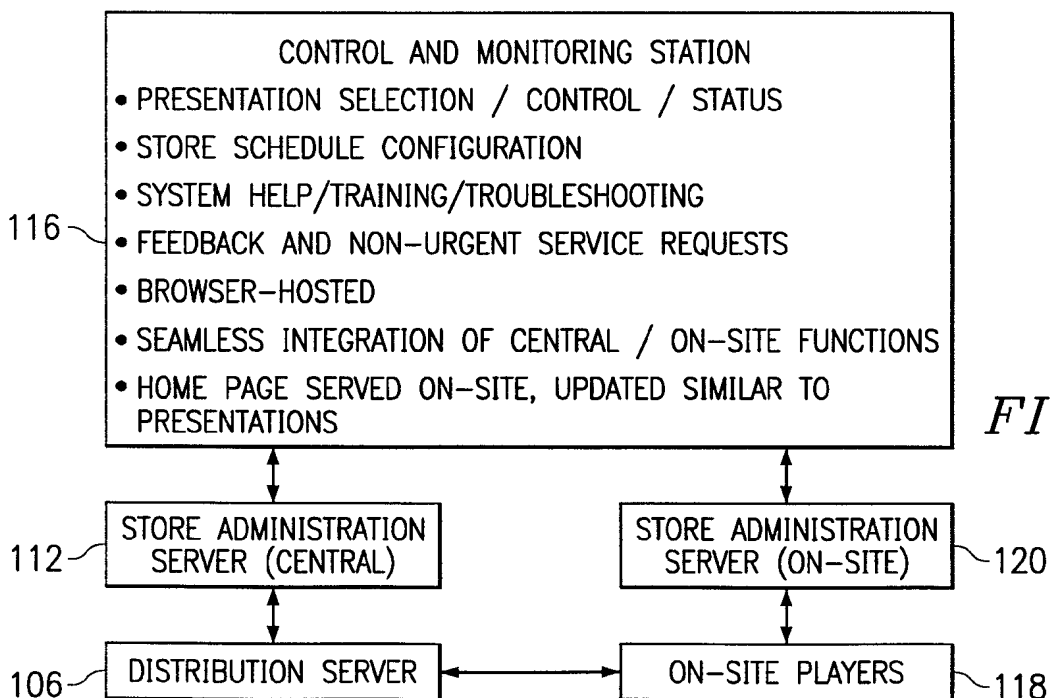 CONTROL AND MONITORING STATION
• PRESENTATION SELECTION / CONTROL / STATUS
• STORE SCHEDULE CONFIGURATION
• SYSTEM HELP/TRAINING/TROUBLESHOOTING
116
• FEEDBACK AND NON-URGENT SERVICE REQUESTS
• BROWSER-HOSTED
• SEAMLESS INTEGRATION OF CENTRAL / ON-SITE FUNCTIONS
• HOME PAGE SERVED ON-SITE, UPDATED SIMILAR TO
PRESENTATIONS
FI
112
STORE ADMINISTRATION
SERVER (CENTRAL)
STORE ADMINISTRATION
SERVER (ON-SITE)
120
106
DISTRIBUTION SERVER
ON-SITE PLAYERS
118